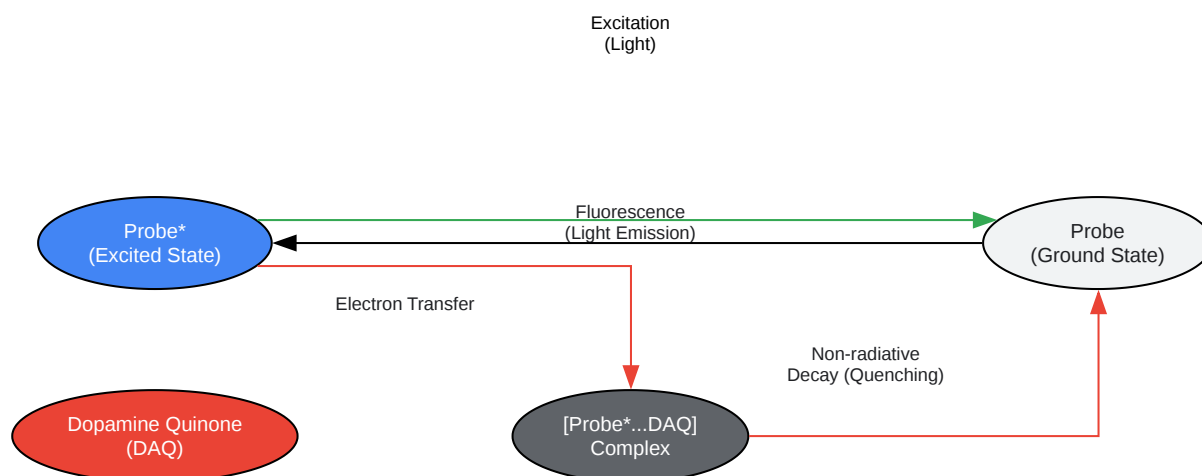 Excitation
(Light)
Fluorescence
(Light Emission)
Probe*
(Excited State)
Probe
(Ground State)
Electron Transfer
Non-radiative
Decay (Quenching)
Dopamine Quinone
(DAQ)
[Probe*...DAQ]
Complex